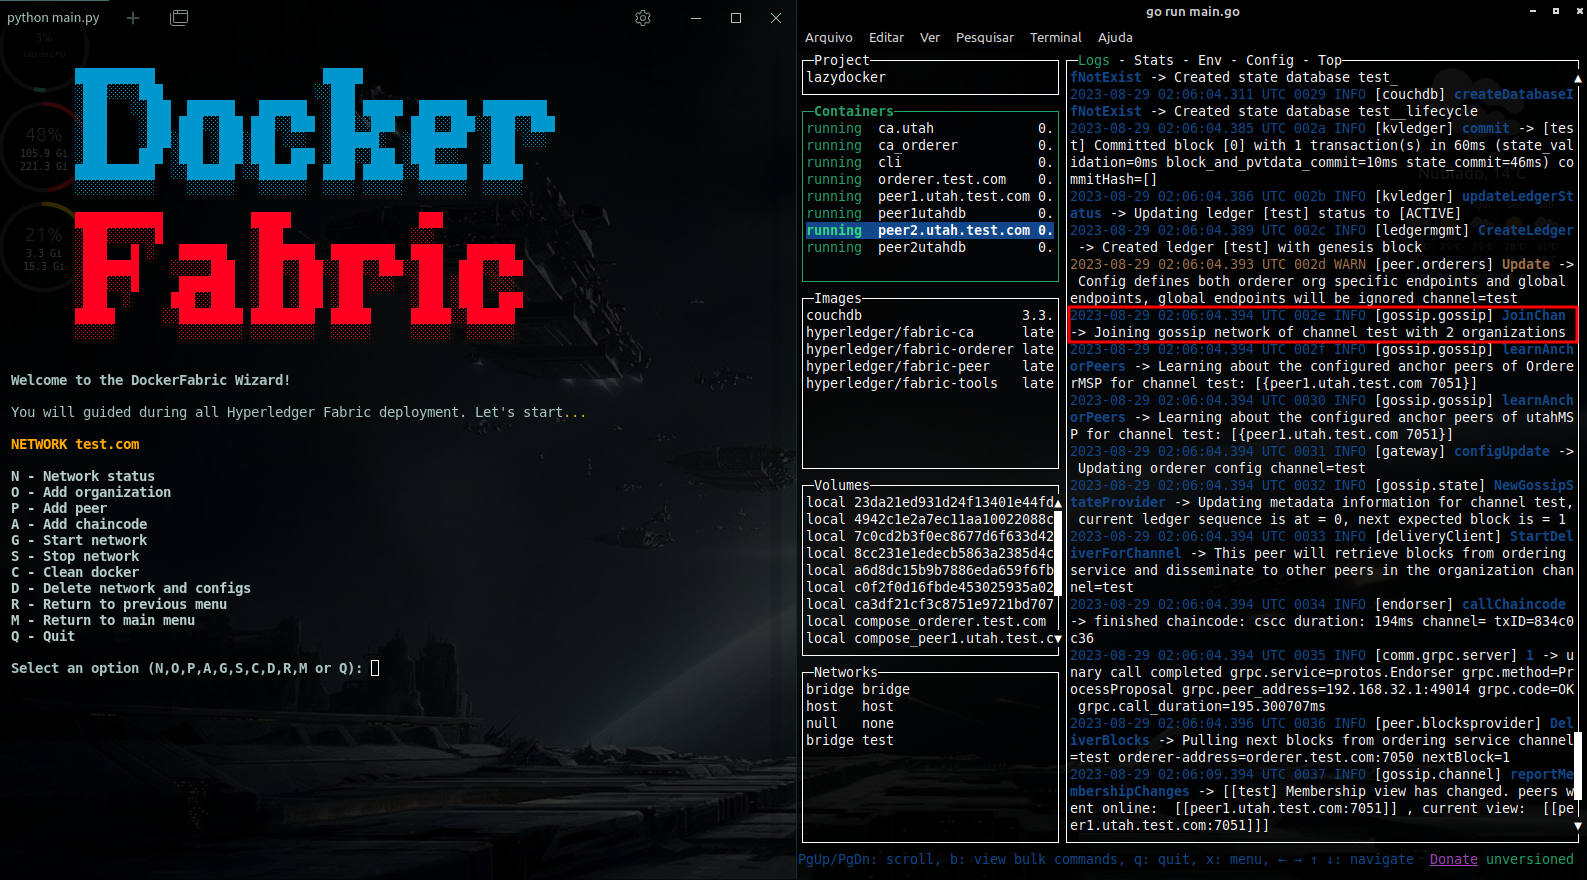 python main.py
Docker
Fabric
3%
48%
105.9 Gi
221.3 Gi
21%
3.3 Gi
15.3 Gi
Welcome to the DockerFabric Wizard!
You will guided during all Hyperledger Fabric deployment. Let's start...
NETWORK test.com
N - Network status
O - Add organization
P - Add peer
A - Add chaincode
G - Start network
S - Stop network
C - Clean docker
D - Delete network and configs
R - Return to previous menu
M - Return to main menu
Q - Quit
Select an option (N,O,P,A,G,S,C,D,R,M or Q):
go run main.go
Arquivo Editar Ver Pesquisar Terminal Ajuda
Project
lazydocker
Containers
running ca.utah 0.
running ca_orderer 0.
running cli 0.
running orderer.test.com 0.
running peer1.utah.test.com 0.
running peer1utahdb 0.
running peer2.utah.test.com 0.
running peer2utahdb 0.
Images
couchdb 3.3.
hyperledger/fabric-ca late
hyperledger/fabric-orderer late
hyperledger/fabric-peer late
hyperledger/fabric-tools late
Volumes
local 23da21ed931d24f13401e44fd
local 4942c1e2a7ec11aa10022088c
local 7c0cd2b3f0ec8677d6f633d42
local 8cc231e1edecb5863a2385d4c
local a6d8dc15b9b7886eda659f6fb
local c0f2f0d16fbde453025935a02
local ca3df21cf3c8751e9721bd707
local compose_orderer.test.com
local compose_peer1.utah.test.c
Networks
bridge bridge
host host
null none
bridge test
Logs - Stats - Env - Config - Top
fNotExist -> Created state database test_
2023-08-29 02:06:04.311 UTC 0029 INFO [couchdb] createDatabaseI
fNotExist -> Created state database test__lifecycle
2023-08-29 02:06:04.385 UTC 002a INFO [kvledger] commit -> [tes
t] Committed block [0] with 1 transaction(s) in 60ms (state_val
idation=0ms block_and_pvtdata_commit=10ms state_commit=46ms) co
mmitHash=[]
2023-08-29 02:06:04.386 UTC 002b INFO [kvledger] updateLedgerSt
atus -> Updating ledger [test] status to [ACTIVE]
2023-08-29 02:06:04.389 UTC 002c INFO [ledgermgmt] CreateLedger
-> Created ledger [test] with genesis block
2023-08-29 02:06:04.393 UTC 002d WARN [peer.orderers] Update ->
Config defines both orderer org specific endpoints and global
endpoints, global endpoints will be ignored channel=test
2023-08-29 02:06:04.394 UTC 002e INFO [gossip.gossip] JoinChan
-> Joining gossip network of channel test with 2 organizations
2023-08-29 02:06:04.394 UTC 002f INFO [gossip.gossip] learnAnch
orPeers -> Learning about the configured anchor peers of Ordere
rMSP for channel test: [{peer1.utah.test.com 7051}]
2023-08-29 02:06:04.394 UTC 0030 INFO [gossip.gossip] learnAnch
orPeers -> Learning about the configured anchor peers of utahMS
P for channel test: [{peer1.utah.test.com 7051}]
2023-08-29 02:06:04.394 UTC 0031 INFO [gateway] configUpdate ->
Updating orderer config channel=test
2023-08-29 02:06:04.394 UTC 0032 INFO [gossip.state] NewGossipS
tateProvider -> Updating metadata information for channel test,
current ledger sequence is at = 0, next expected block is = 1
2023-08-29 02:06:04.394 UTC 0033 INFO [deliveryClient] StartDel
iverForChannel -> This peer will retrieve blocks from ordering
service and disseminate to other peers in the organization chan
nel=test
2023-08-29 02:06:04.394 UTC 0034 INFO [endorser] callChaincode
-> finished chaincode: cscc duration: 194ms channel= txID=834c0
c36
2023-08-29 02:06:04.394 UTC 0035 INFO [comm.grpc.server] 1 -> u
nary call completed grpc.service=protos.Endorser grpc.method=Pr
ocessProposal grpc.peer_address=192.168.32.1:49014 grpc.code=OK
grpc.call_duration=195.300707ms
2023-08-29 02:06:04.396 UTC 0036 INFO [peer.blocksprovider] Del
iverBlocks -> Pulling next blocks from ordering service channel
=test orderer-address=orderer.test.com:7050 nextBlock=1
2023-08-29 02:06:09.394 UTC 0037 INFO [gossip.channel] reportMe
mbershipChanges -> [[test] Membership view has changed. peers w
ent online: [[peer1.utah.test.com:7051]] , current view: [[pe
er1.utah.test.com:7051]]]
PgUp/PgDn: scroll, b: view bulk commands, q: quit, x: menu, ← → ↑ ↓: navigate Donate unversioned